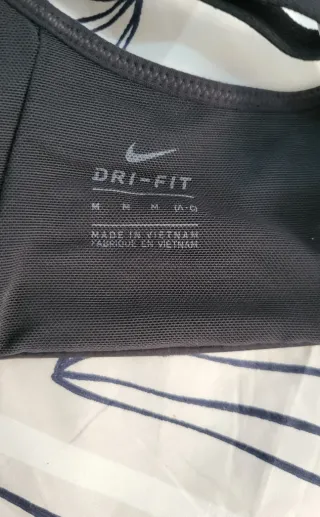 DRI-FIT
M M M (A-C)
MADE IN VIETNAM
FABRIQUÉ EN VIETNAM